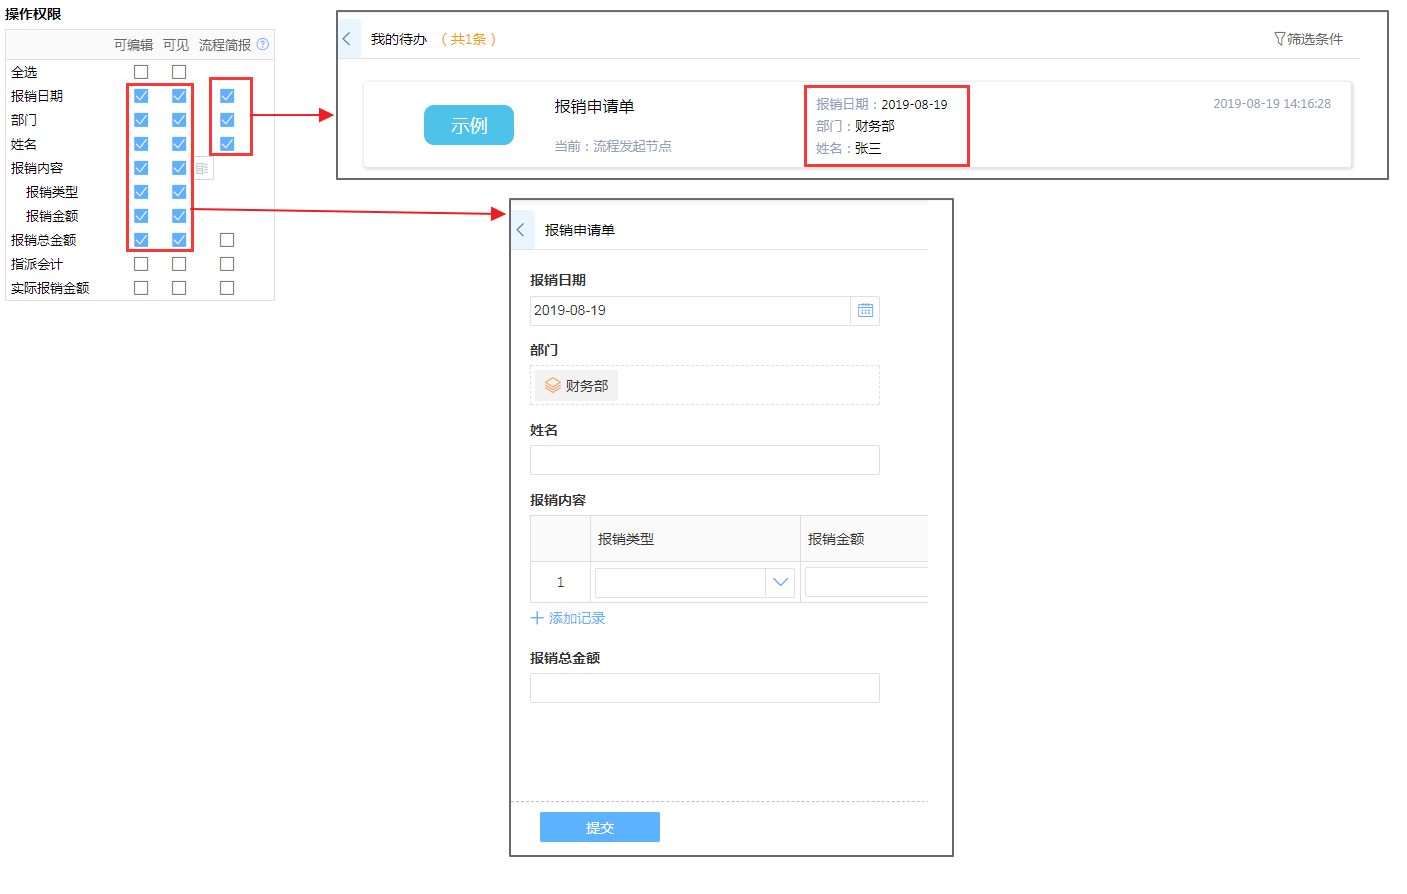 操作权限
可编辑 可见 流程简报 ?
全选
报销日期
部门
姓名
报销内容
报销类型
报销金额
报销总金额
指派会计
实际报销金额
我的待办 （共1条）
筛选条件
示例
报销申请单
当前：流程发起节点
报销日期：2019-08-19
部门：财务部
姓名：张三
2019-08-19 14:16:28
报销申请单
报销日期
2019-08-19
部门
财务部
姓名
报销内容
报销类型 报销金额
1
添加记录
报销总金额
提交